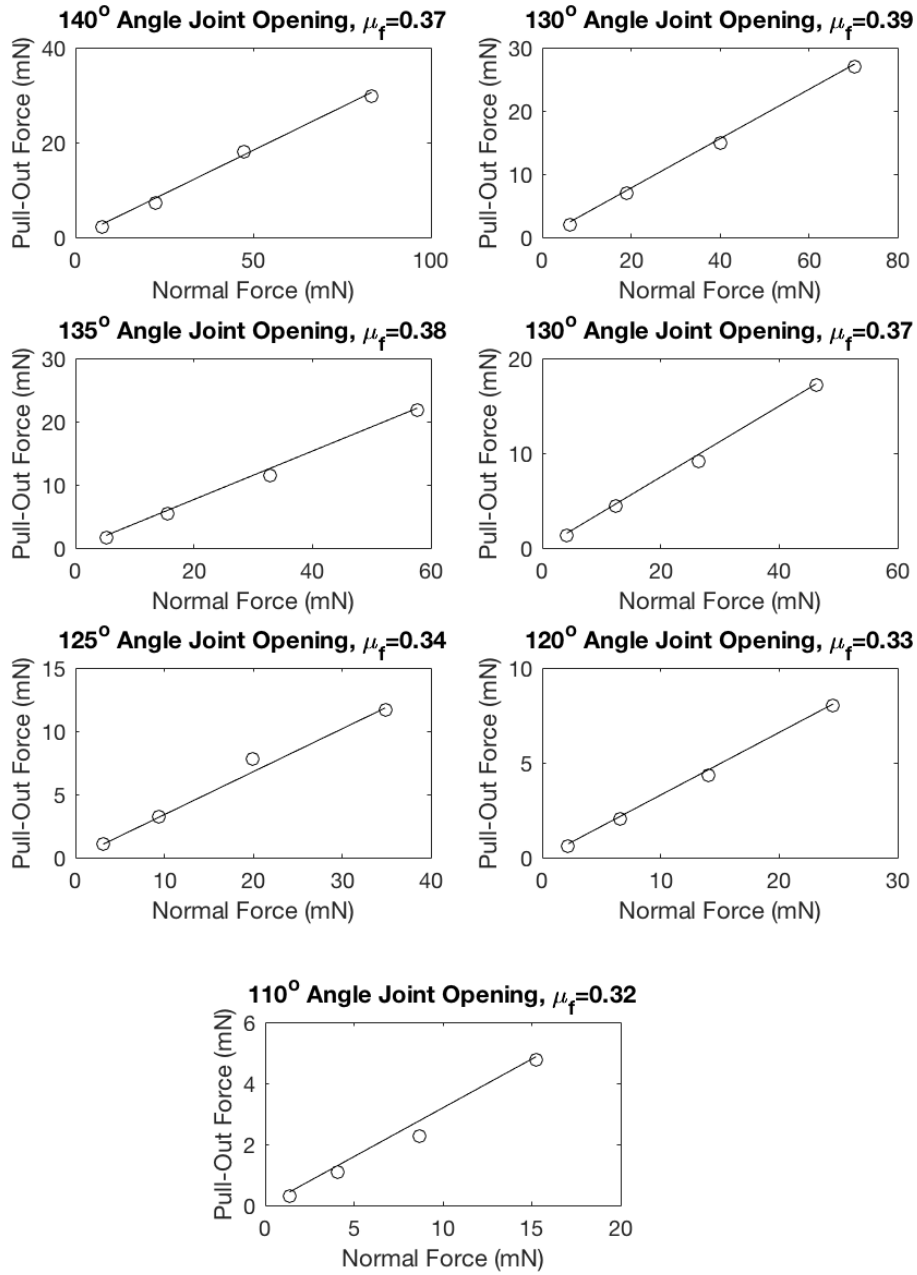 140° Angle Joint Opening, μf=0.37
40
20
0
0
50
100
Pull-Out Force (mN)
Normal Force (mN)
130° Angle Joint Opening, μf=0.39
30
20
10
0
0
20
40
60
80
Pull-Out Force (mN)
Normal Force (mN)
135° Angle Joint Opening, μf=0.38
30
20
10
0
0
20
40
60
Pull-Out Force (mN)
Normal Force (mN)
130° Angle Joint Opening, μf=0.37
20
10
0
0
20
40
60
Pull-Out Force (mN)
Normal Force (mN)
125° Angle Joint Opening, μf=0.34
15
10
5
0
0
10
20
30
40
Pull-Out Force (mN)
Normal Force (mN)
120° Angle Joint Opening, μf=0.33
10
5
0
0
10
20
30
Pull-Out Force (mN)
Normal Force (mN)
110° Angle Joint Opening, μf=0.32
6
4
2
0
0
5
10
15
20
Pull-Out Force (mN)
Normal Force (mN)